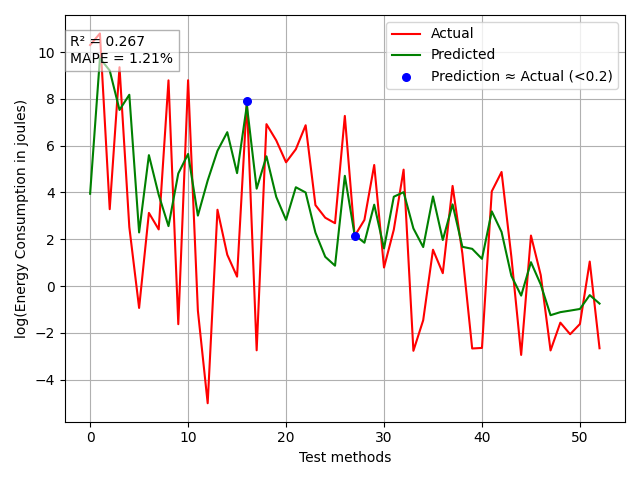 R² = 0.267
MAPE = 1.21%
Actual
Predicted
Prediction ≈ Actual (<0.2)
log(Energy Consumption in joules)
10
8
6
4
2
0
−2
−4
0
10
20
30
40
50
Test methods